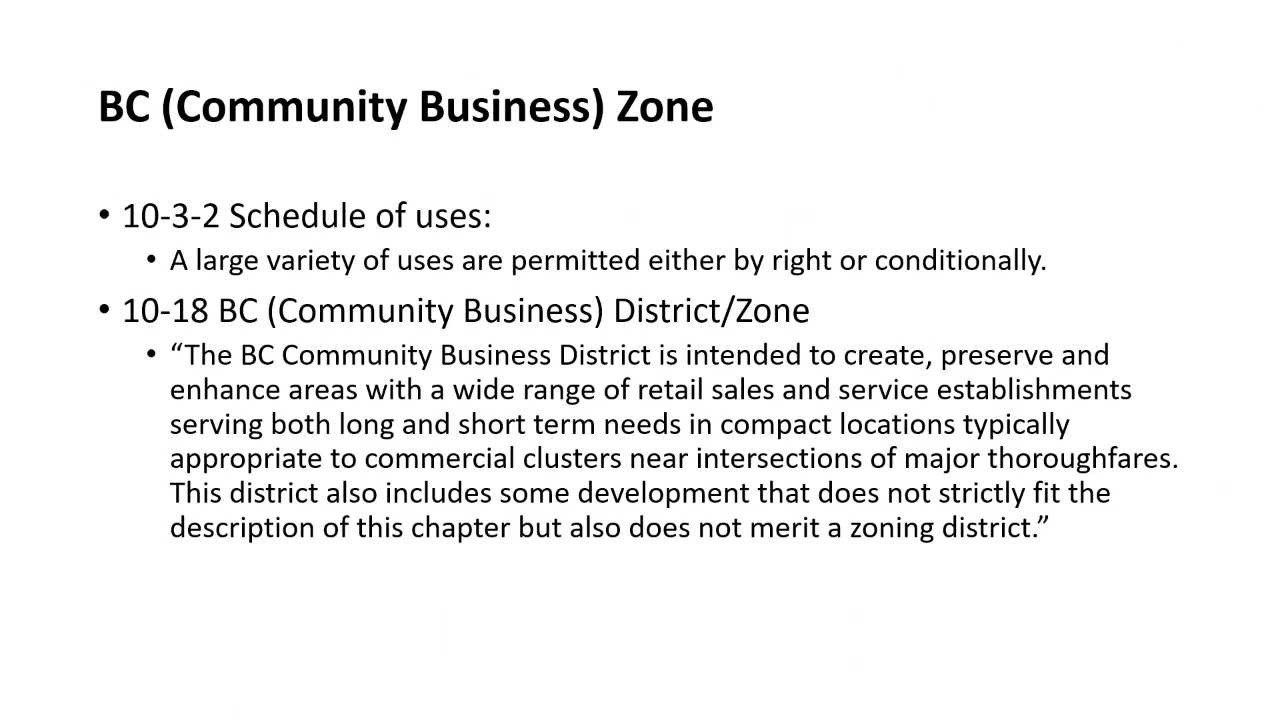 BC (Community Business) Zone
• 10-3-2 Schedule of uses:
• A large variety of uses are permitted either by right or conditionally.
• 10-18 BC (Community Business) District/Zone
• “The BC Community Business District is intended to create, preserve and
enhance areas with a wide range of retail sales and service establishments
serving both long and short term needs in compact locations typically
appropriate to commercial clusters near intersections of major thoroughfares.
This district also includes some development that does not strictly fit the
description of this chapter but also does not merit a zoning district.”